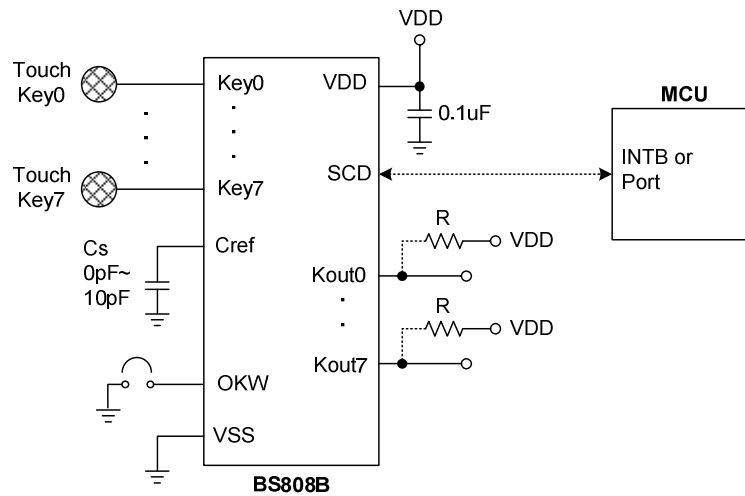 VDD
Touch
Key0
Key0
VDD
0.1uF
MCU
INTB or
Port
SCD
Touch
Key7
Key7
Cs
0pF~
10pF
Cref
R
VDD
Kout0
R
VDD
Kout7
OKW
VSS
BS808B